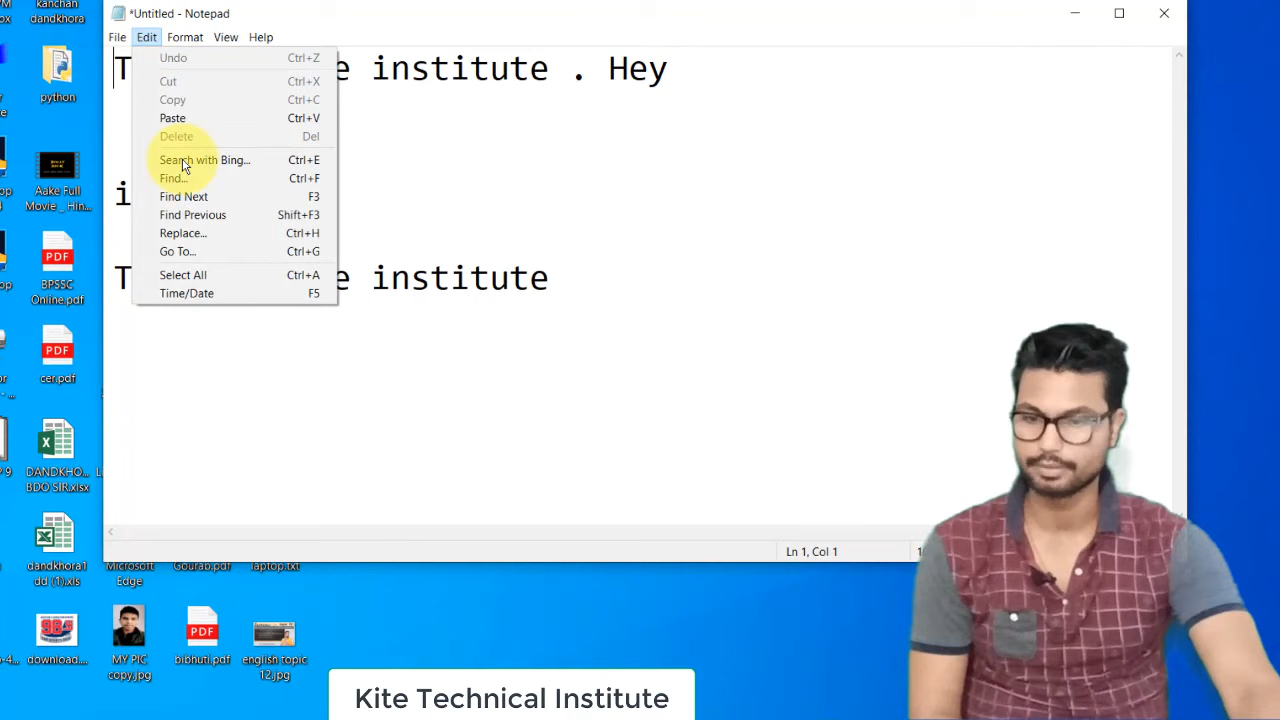 kanchan
dandkhora
*Untitled - Notepad
File Edit Format View Help
institute . Hey
Undo Ctrl+Z
Cut Ctrl+X
Copy Ctrl+C
Paste Ctrl+V
Delete Del
Search with Bing... Ctrl+E
Find... Ctrl+F
Find Next F3
Find Previous Shift+F3
Replace... Ctrl+H
Go To... Ctrl+G
Select All Ctrl+A
Time/Date F5
institute
python
Aake Full
Movie _ Hin...
PDF
BPSSC
Online.pdf
PDF
cer.pdf
DANDKHO...
BDO SIR.xlsx
dandkhora1
dd (1).xls
Microsoft
Edge
Gourab.pdf
laptop.txt
Ln 1, Col 1
download....
MY PIC
copy.jpg
PDF
bibhuti.pdf
english topic
12.jpg
Kite Technical Institute